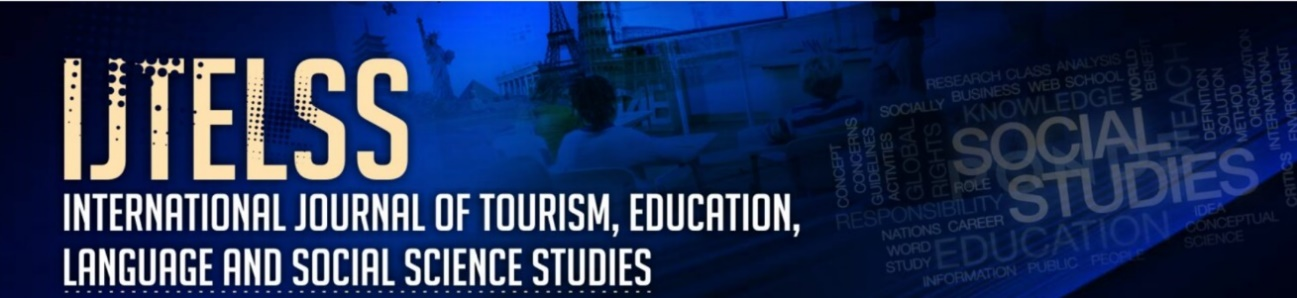 IJTELSS
INTERNATIONAL JOURNAL OF TOURISM, EDUCATION,
LANGUAGE AND SOCIAL SCIENCE STUDIES
RESEARCH CLASS ANALYSIS
SOCIALLY BUSINESS WEB SCHOOL
KNOWLEDGE
WORLD
BENEFIT
TEACH
DEFINITION
SOLUTION
METHOD
ORGANIZATION
INTERNATIONAL
ENVIRONMENT
CRITICS
CONCEPT
CONCERNS
GUIDELINES
ACTIVITIES
GLOBAL
RIGHTS
SOCIAL
STUDIES
ROLE
RESPONSIBILITY
NATIONS CAREER
WORD
STUDY
EDUCATION
IDEA
CONCEPTUAL
SCIENCE
INFORMATION PUBLIC PEOPLE